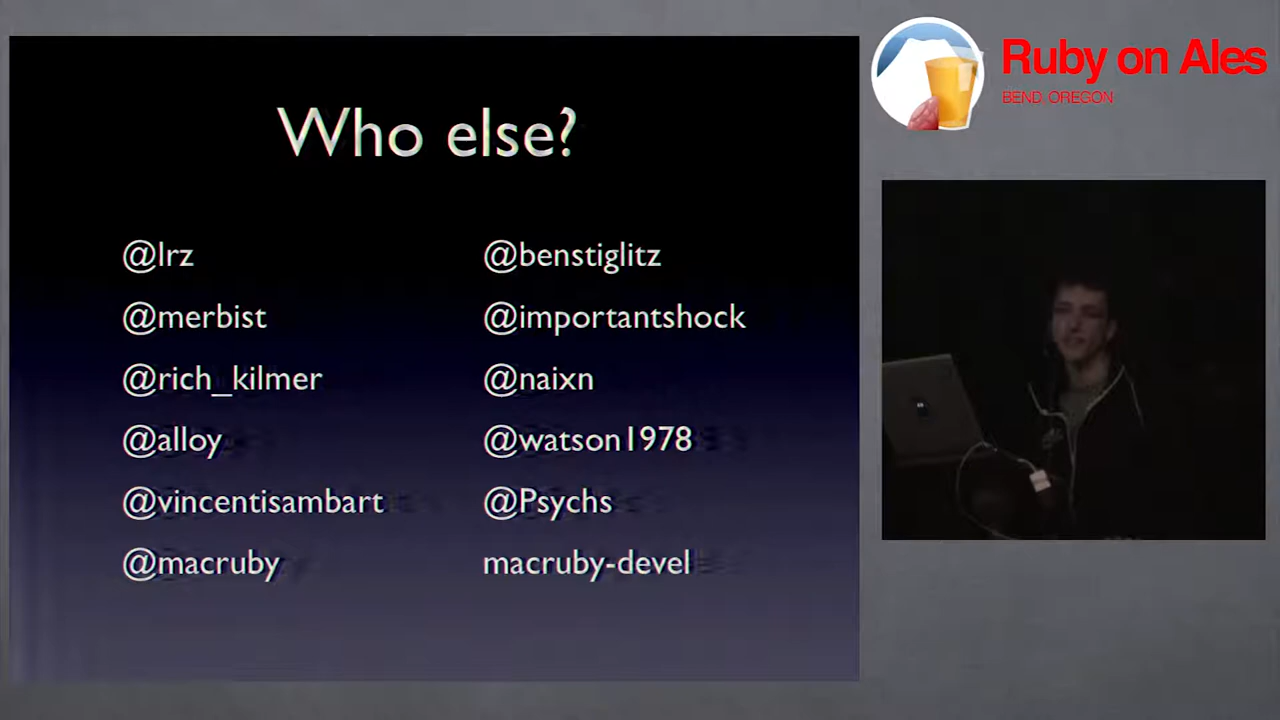 Ruby on Ales
BEND OREGON
Who else?
@lrz
@merbist
@rich_kilmer
@alloy
@vincentisambart
@macruby
@benstiglitz
@importantshock
@naixn
@watson1978
@Psychs
macruby-devel